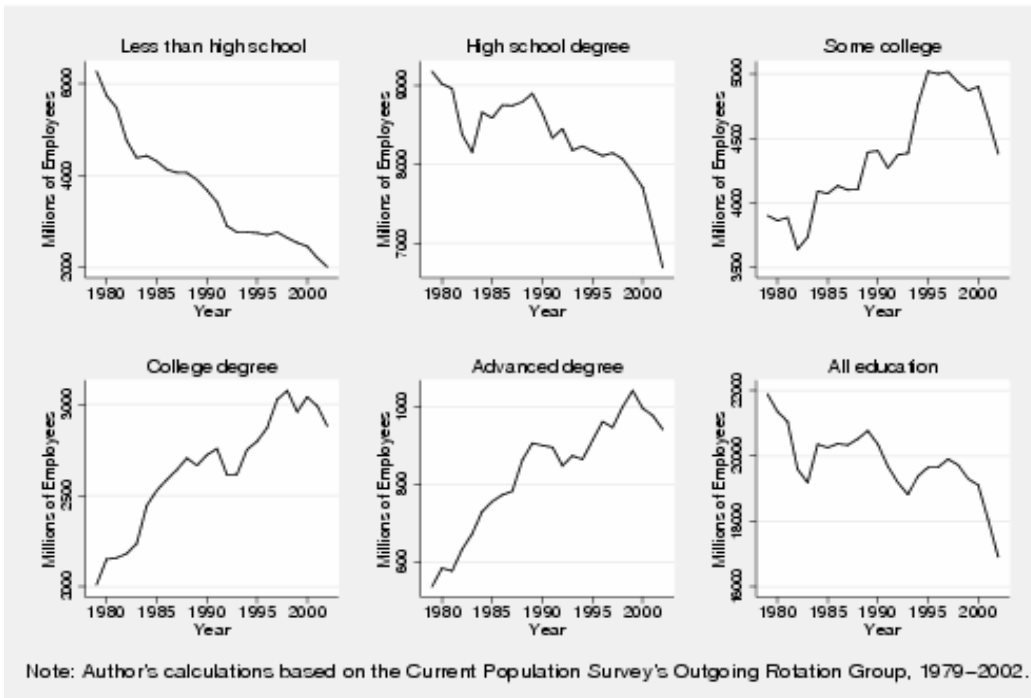 Less than high school
High school degree
Some college
Millions of Employees
6000
4000
2000
1980 1985 1990 1995 2000
Year
Millions of Employees
9000
8000
7000
1980 1985 1990 1995 2000
Year
Millions of Employees
5000
4500
4000
3500
1980 1985 1990 1995 2000
Year
College degree
Advanced degree
All education
Millions of Employees
3000
2500
2000
1980 1985 1990 1995 2000
Year
Millions of Employees
1000
800
600
1980 1985 1990 1995 2000
Year
Millions of Employees
22000
20000
18000
16000
1980 1985 1990 1995 2000
Year
Note: Author's calculations based on the Current Population Survey's Outgoing Rotation Group, 1979–2002.